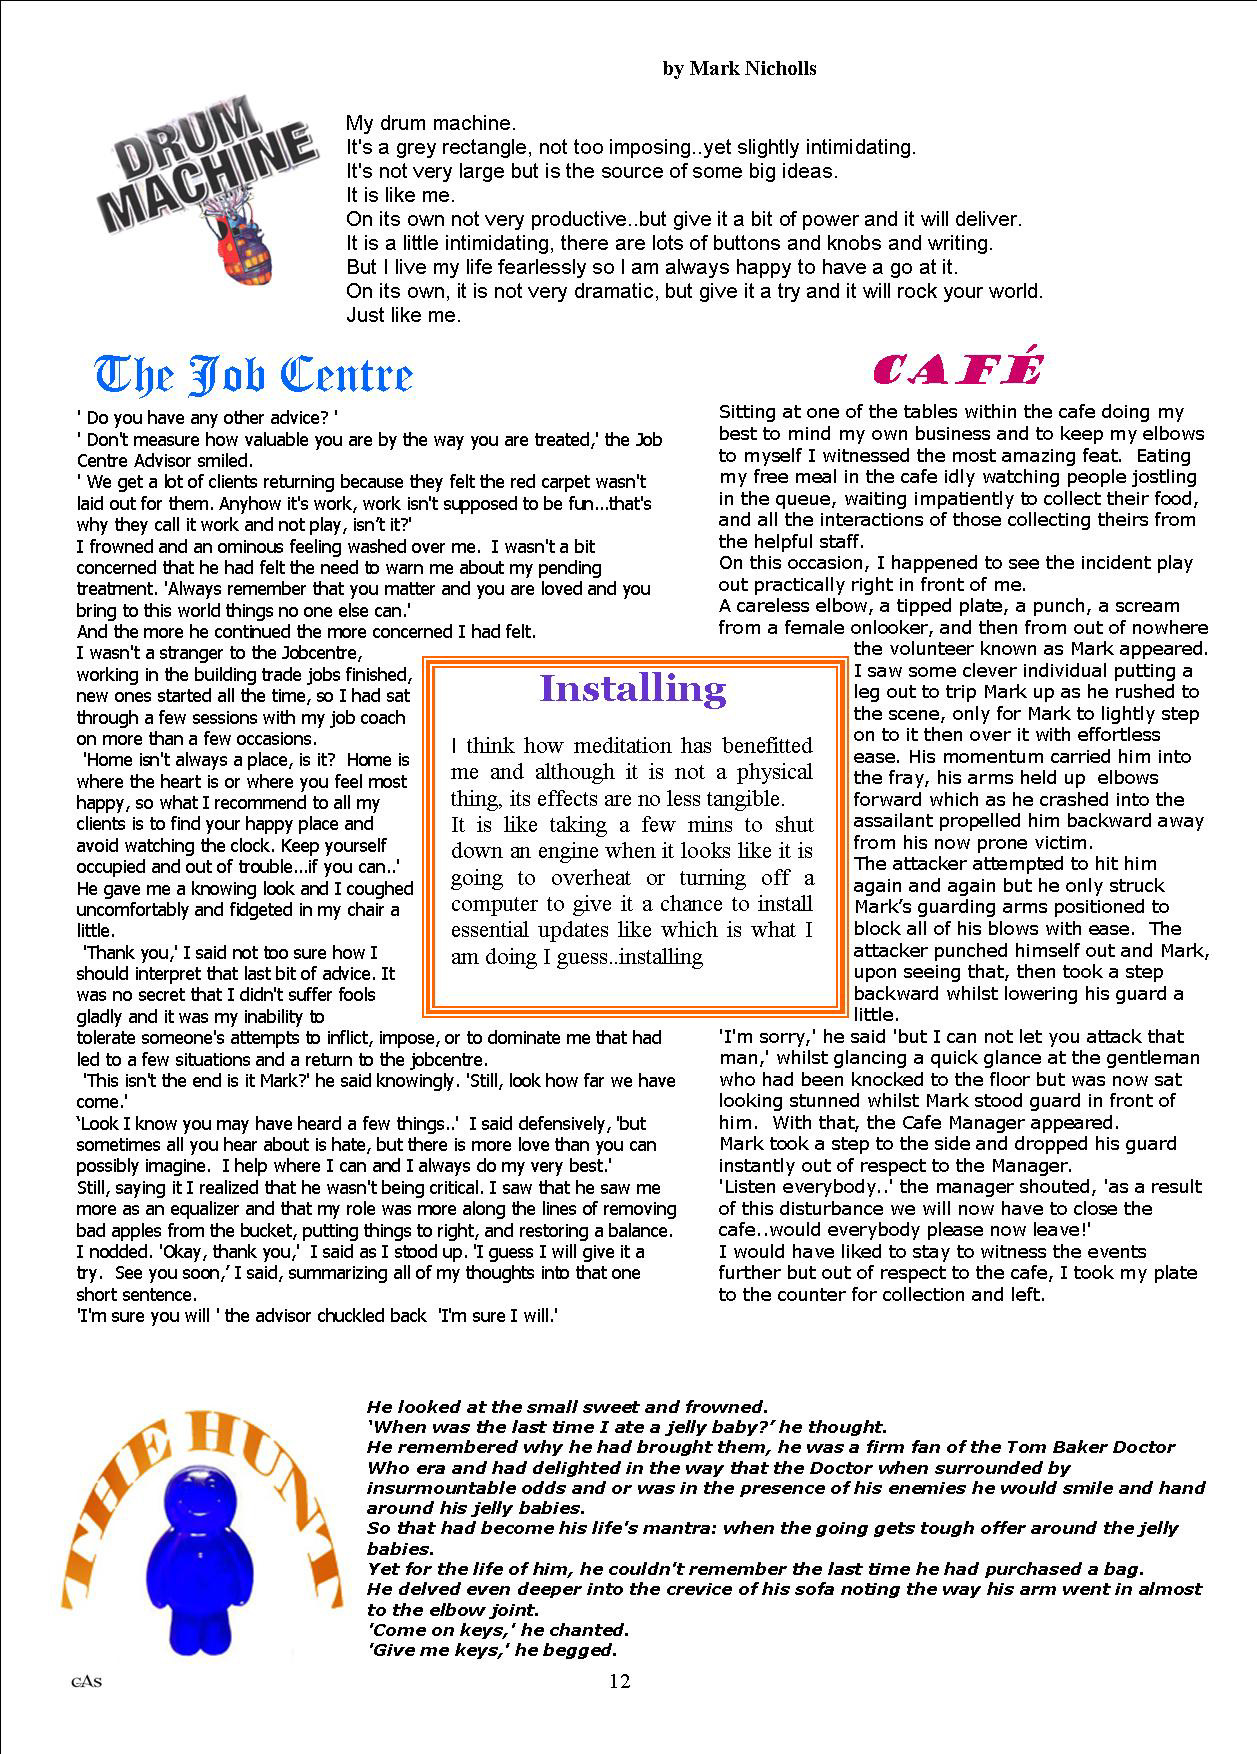 by Mark Nicholls
DRUM
MACHINE
My drum machine.
It's a grey rectangle, not too imposing..yet slightly intimidating.
It's not very large but is the source of some big ideas.
It is like me.
On its own not very productive..but give it a bit of power and it will deliver.
It is a little intimidating, there are lots of buttons and knobs and writing.
But I live my life fearlessly so I am always happy to have a go at it.
On its own, it is not very dramatic, but give it a try and it will rock your world.
Just like me.
The Job Centre
' Do you have any other advice? '
' Don't measure how valuable you are by the way you are treated,' the Job
Centre Advisor smiled.
' We get a lot of clients returning because they felt the red carpet wasn't
laid out for them. Anyhow it's work, work isn't supposed to be fun...that's
why they call it work and not play, isn’t it?'
I frowned and an ominous feeling washed over me.  I wasn't a bit
concerned that he had felt the need to warn me about my pending
treatment. 'Always remember that you matter and you are loved and you
bring to this world things no one else can.'
And the more he continued the more concerned I had felt.
I wasn't a stranger to the Jobcentre,
working in the building trade jobs finished,
new ones started all the time, so I had sat
through a few sessions with my job coach
on more than a few occasions.
'Home isn't always a place, is it?  Home is
where the heart is or where you feel most
happy, so what I recommend to all my
clients is to find your happy place and
avoid watching the clock. Keep yourself
occupied and out of trouble...if you can..'
He gave me a knowing look and I coughed
uncomfortably and fidgeted in my chair a
little.
'Thank you,' I said not too sure how I
should interpret that last bit of advice. It
was no secret that I didn't suffer fools
gladly and it was my inability to
tolerate someone's attempts to inflict, impose, or to dominate me that had
led to a few situations and a return to the jobcentre.
'This isn't the end is it Mark?' he said knowingly. 'Still, look how far we have
come.'
‘Look I know you may have heard a few things..'  I said defensively, 'but
sometimes all you hear about is hate, but there is more love than you can
possibly imagine.  I help where I can and I always do my very best.'
Still, saying it I realized that he wasn't being critical. I saw that he saw me
more as an equalizer and that my role was more along the lines of removing
bad apples from the bucket, putting things to right, and restoring a balance.
I nodded. 'Okay, thank you,'  I said as I stood up. 'I guess I will give it a
try.  See you soon,’ I said, summarizing all of my thoughts into that one
short sentence.
'I'm sure you will ' the advisor chuckled back  'I'm sure I will.'
CAFÉ
Sitting at one of the tables within the cafe doing my
best to mind my own business and to keep my elbows
to myself I witnessed the most amazing feat.  Eating
my free meal in the cafe idly watching people jostling
in the queue, waiting impatiently to collect their food,
and all the interactions of those collecting theirs from
the helpful staff.
On this occasion, I happened to see the incident play
out practically right in front of me.
A careless elbow, a tipped plate, a punch, a scream
from a female onlooker, and then from out of nowhere
the volunteer known as Mark appeared.
I saw some clever individual putting a
leg out to trip Mark up as he rushed to
the scene, only for Mark to lightly step
on to it then over it with effortless
ease. His momentum carried him into
the fray, his arms held up  elbows
forward which as he crashed into the
assailant propelled him backward away
from his now prone victim.
The attacker attempted to hit him
again and again but he only struck
Mark’s guarding arms positioned to
block all of his blows with ease.  The
attacker punched himself out and Mark,
upon seeing that, then took a step
backward whilst lowering his guard a
little.
'I'm sorry,' he said 'but I can not let you attack that
man,' whilst glancing a quick glance at the gentleman
who had been knocked to the floor but was now sat
looking stunned whilst Mark stood guard in front of
him.  With that, the Cafe Manager appeared.
Mark took a step to the side and dropped his guard
instantly out of respect to the Manager.
'Listen everybody..' the manager shouted, 'as a result
of this disturbance we will now have to close the
cafe..would everybody please now leave!'
I would have liked to stay to witness the events
further but out of respect to the cafe, I took my plate
to the counter for collection and left.
Installing
I think how meditation has benefitted
me and although it is not a physical
thing, its effects are no less tangible.
It is like taking a few mins to shut
down an engine when it looks like it is
going to overheat or turning off a
computer to give it a chance to install
essential updates like which is what I
am doing I guess..installing
THE HUNT
He looked at the small sweet and frowned.
‘When was the last time I ate a jelly baby?’ he thought.
He remembered why he had brought them, he was a firm fan of the Tom Baker Doctor
Who era and had delighted in the way that the Doctor when surrounded by
insurmountable odds and or was in the presence of his enemies he would smile and hand
around his jelly babies.
So that had become his life's mantra: when the going gets tough offer around the jelly
babies.
Yet for the life of him, he couldn't remember the last time he had purchased a bag.
He delved even deeper into the crevice of his sofa noting the way his arm went in almost
to the elbow joint.
'Come on keys,' he chanted.
'Give me keys,' he begged.
cAs
12